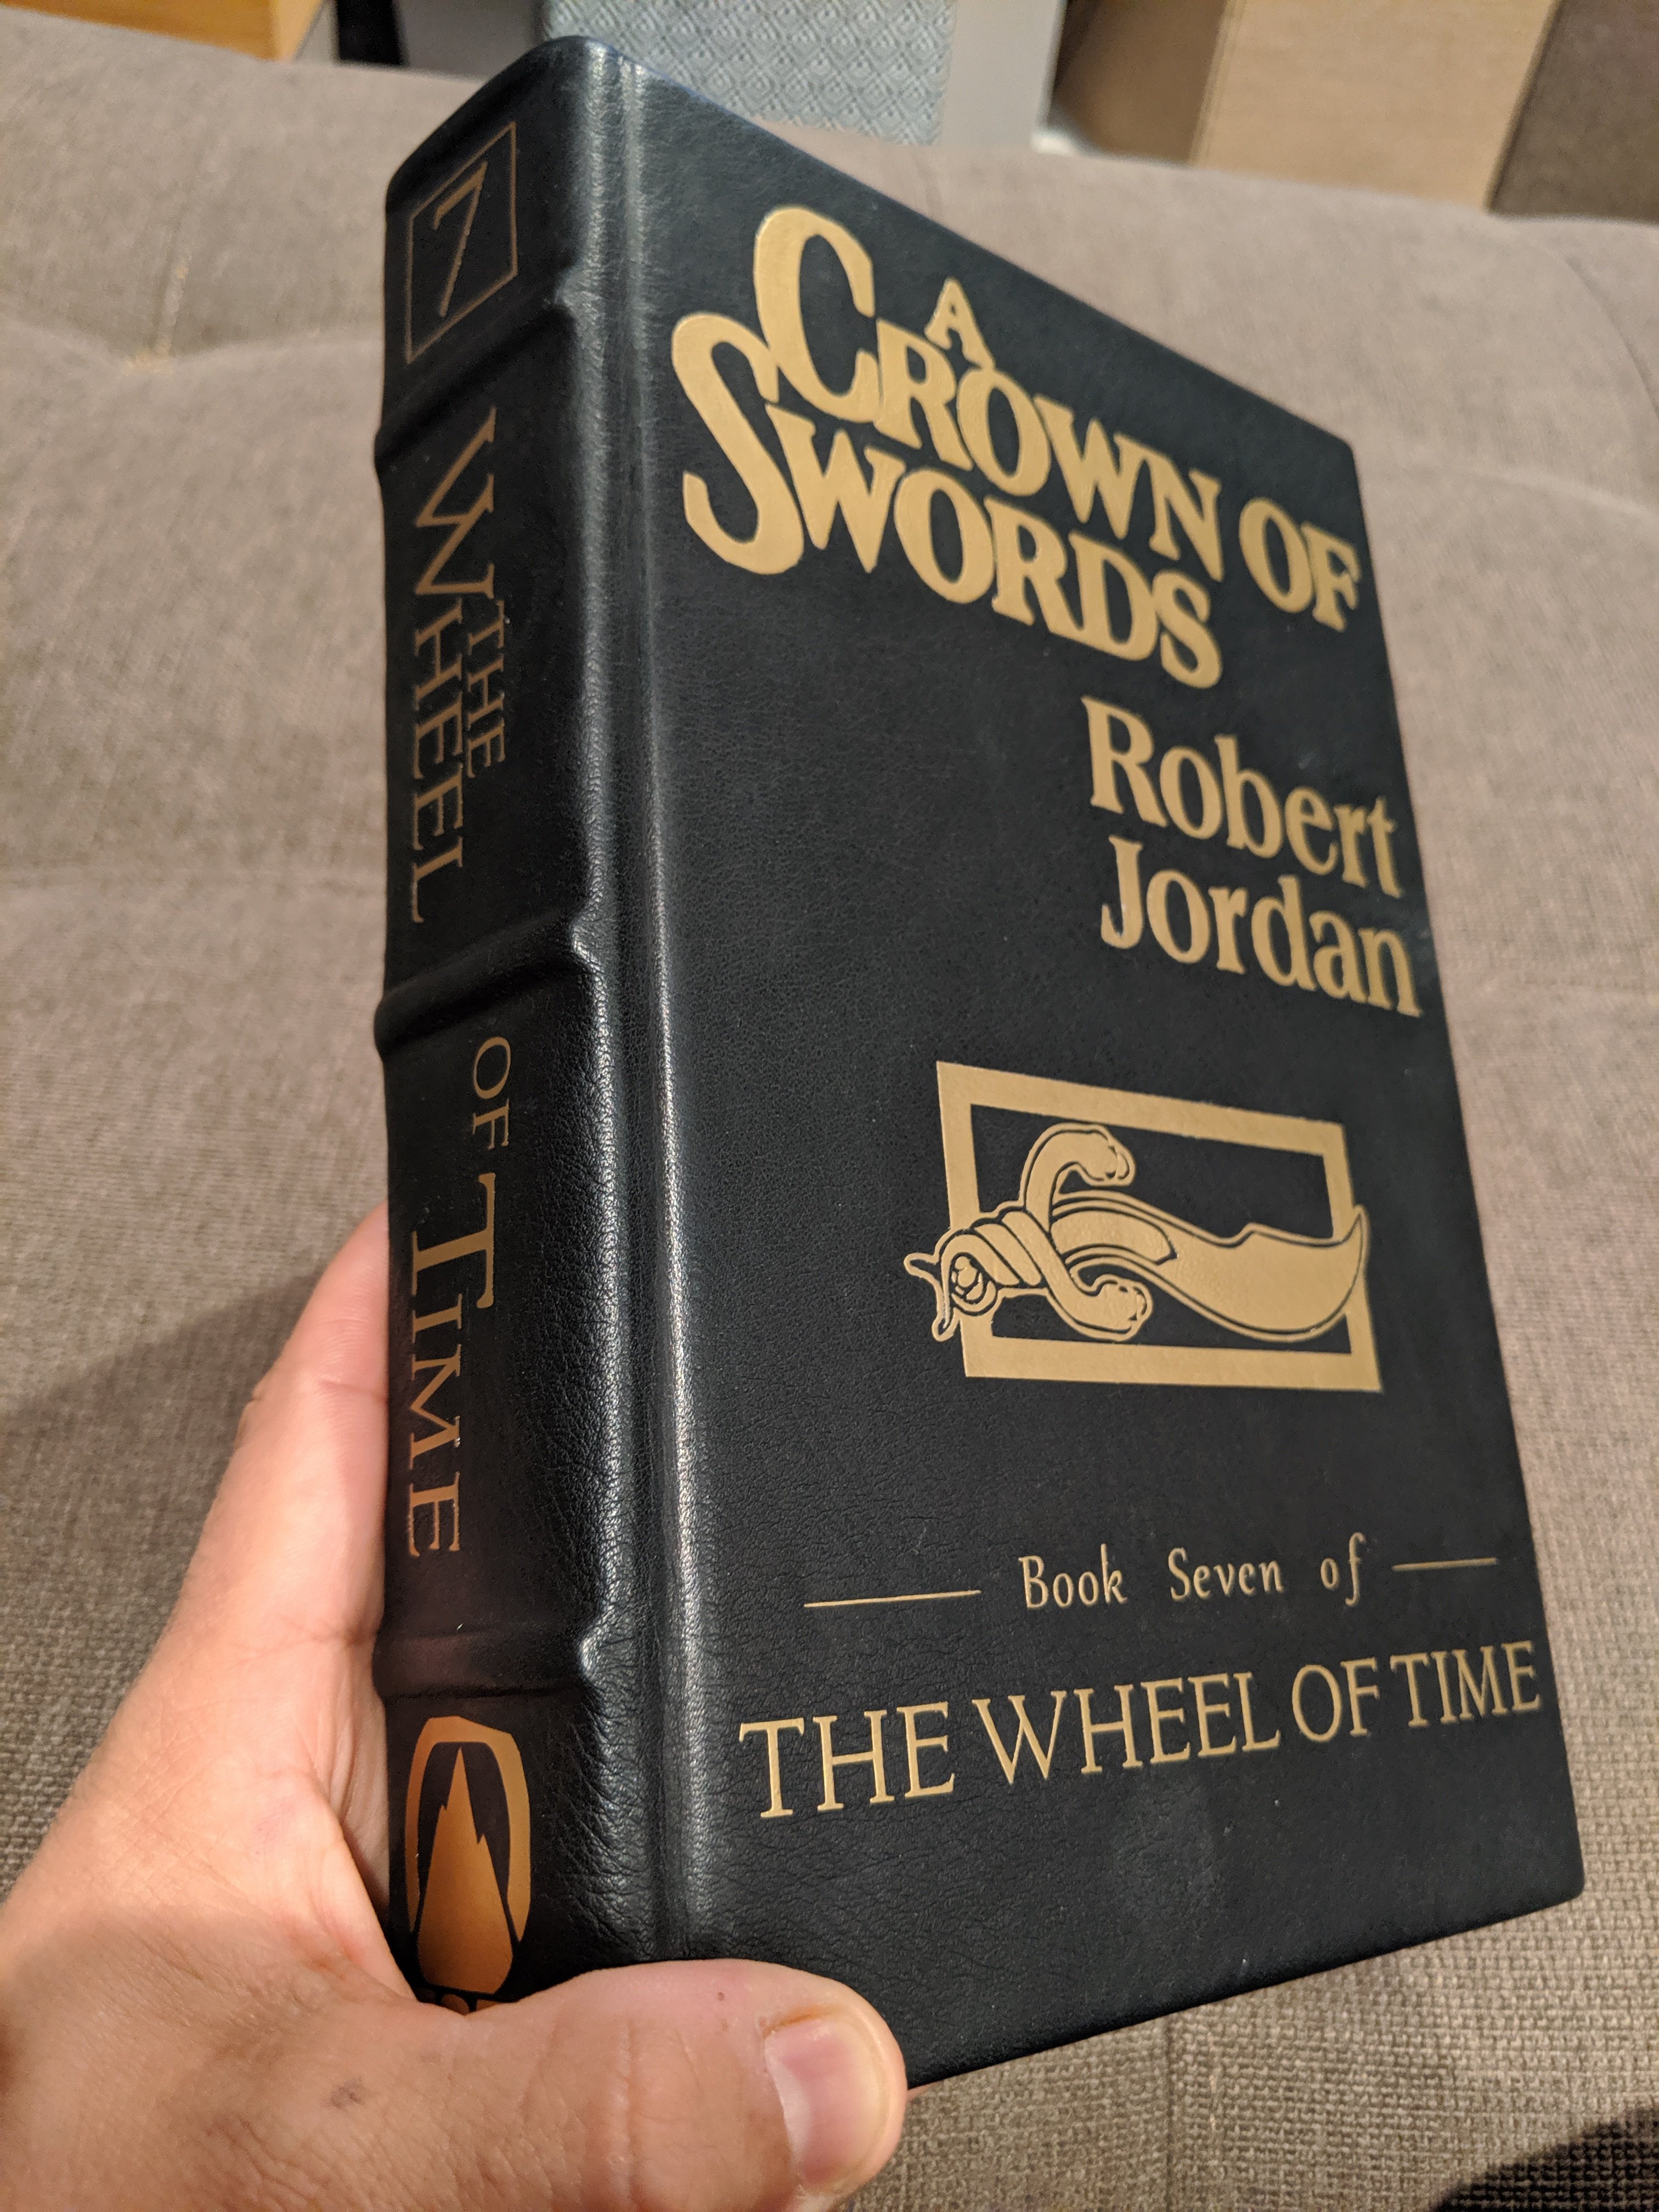 7
THE
WHEEL
OF TIME
A
CROWN OF
SWORDS
Robert
Jordan
Book Seven of
THE WHEEL OF TIME